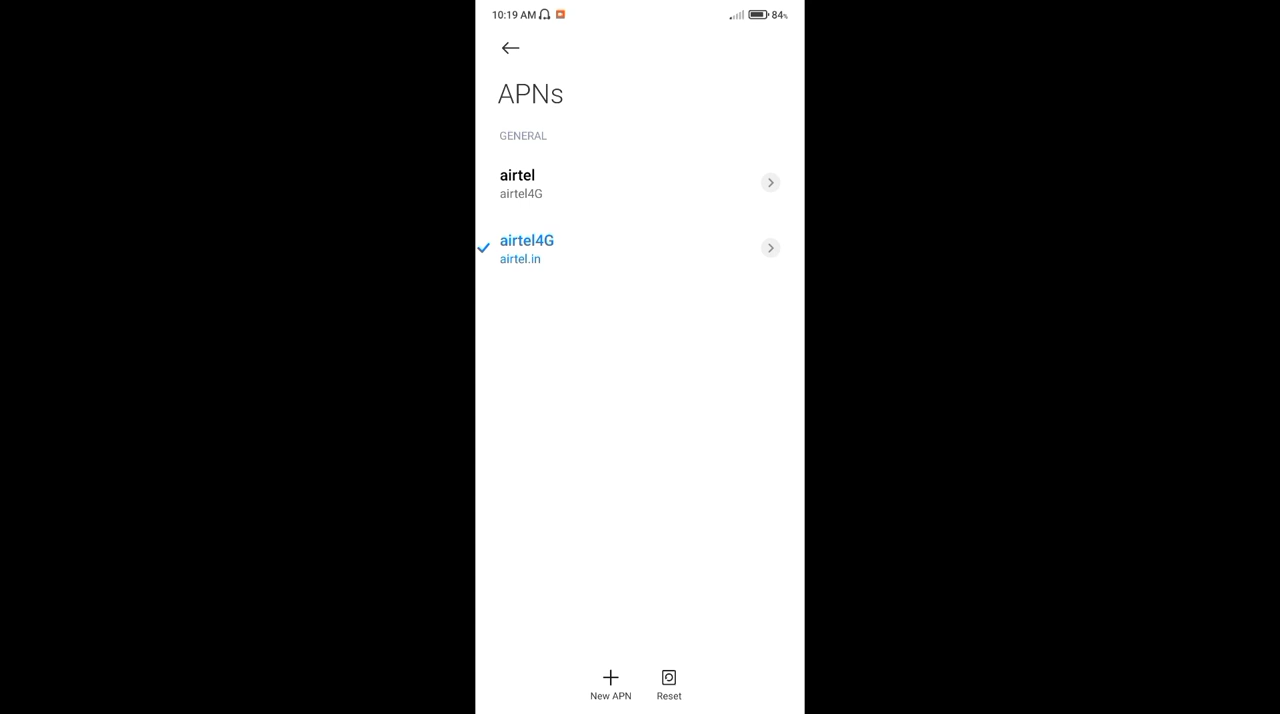 10:19 AM 84%
APNs
GENERAL
airtel
airtel4G
airtel4G
airtel.in
New APN Reset